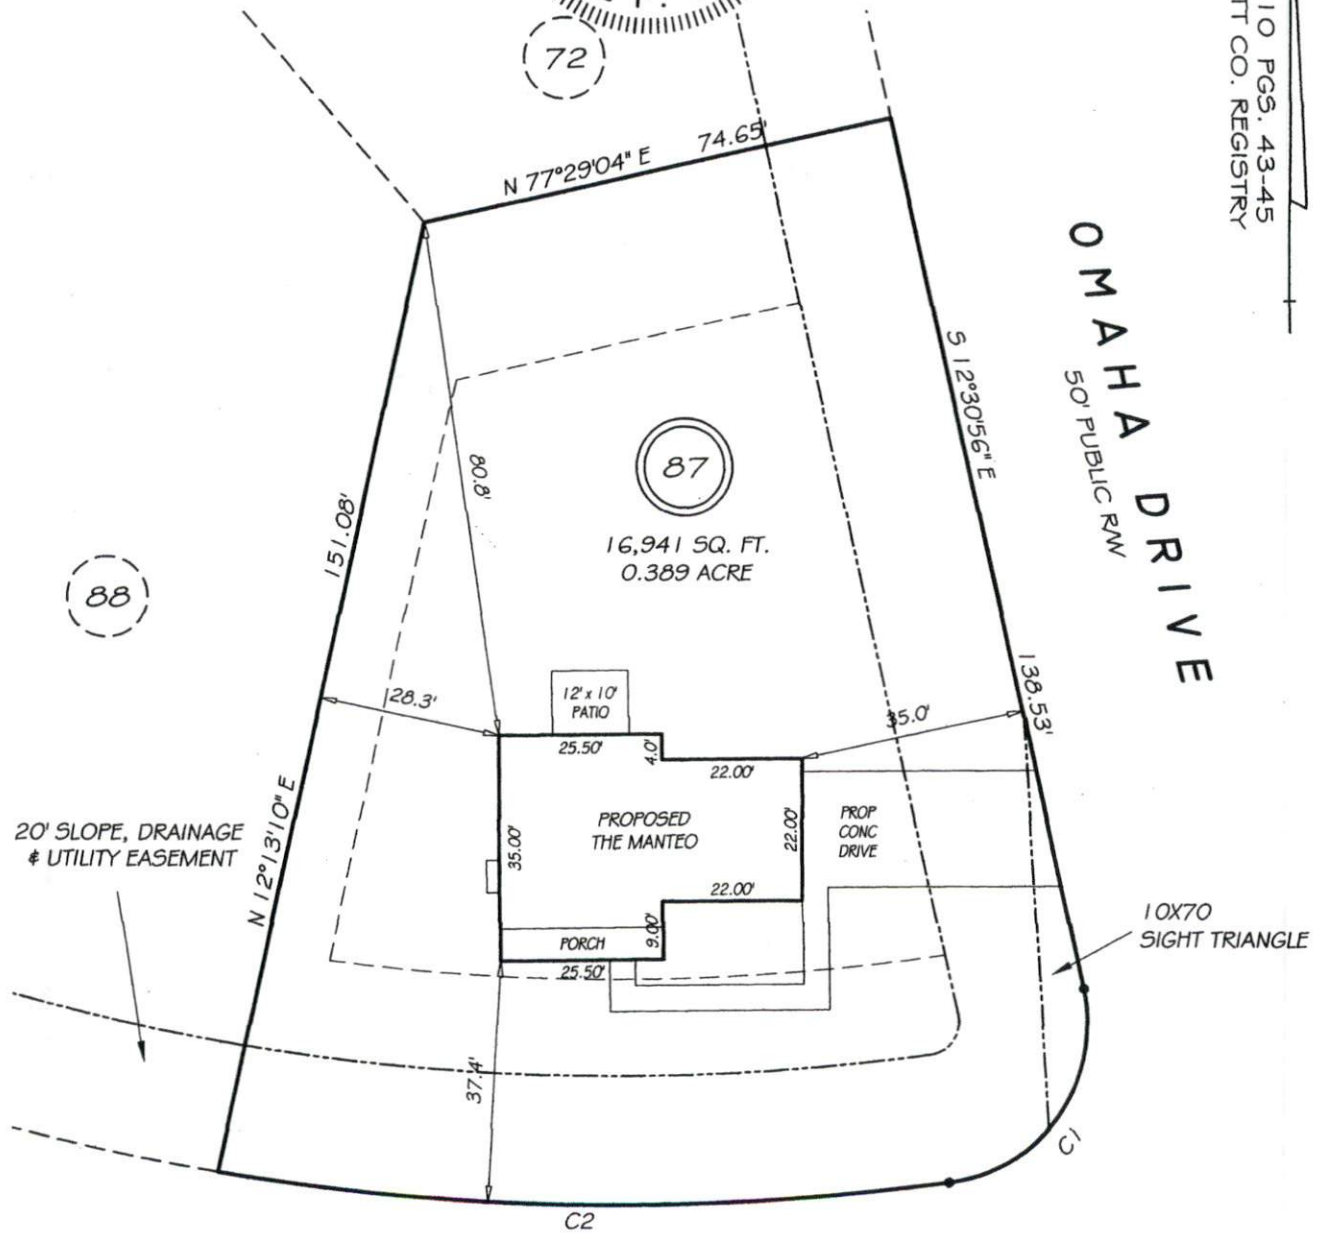 72
10 PGS. 43-45
TT CO. REGISTRY
N 77°29'04" E 74.65'
OMAHA DRIVE
50' PUBLIC R/W
S 12°30'56" E
138.53'
87
16,941 SQ. FT.
0.389 ACRE
80.8'
151.08'
N 12°13'10" E
88
28.3'
12' x 10'
PATIO
35.0'
25.50'
4.0'
22.00'
PROPOSED
THE MANTEO
35.00'
22.00'
PROP
CONC
DRIVE
22.00'
9.00'
PORCH
25.50'
20' SLOPE, DRAINAGE
& UTILITY EASEMENT
10X70
SIGHT TRIANGLE
37.4'
C1
C2